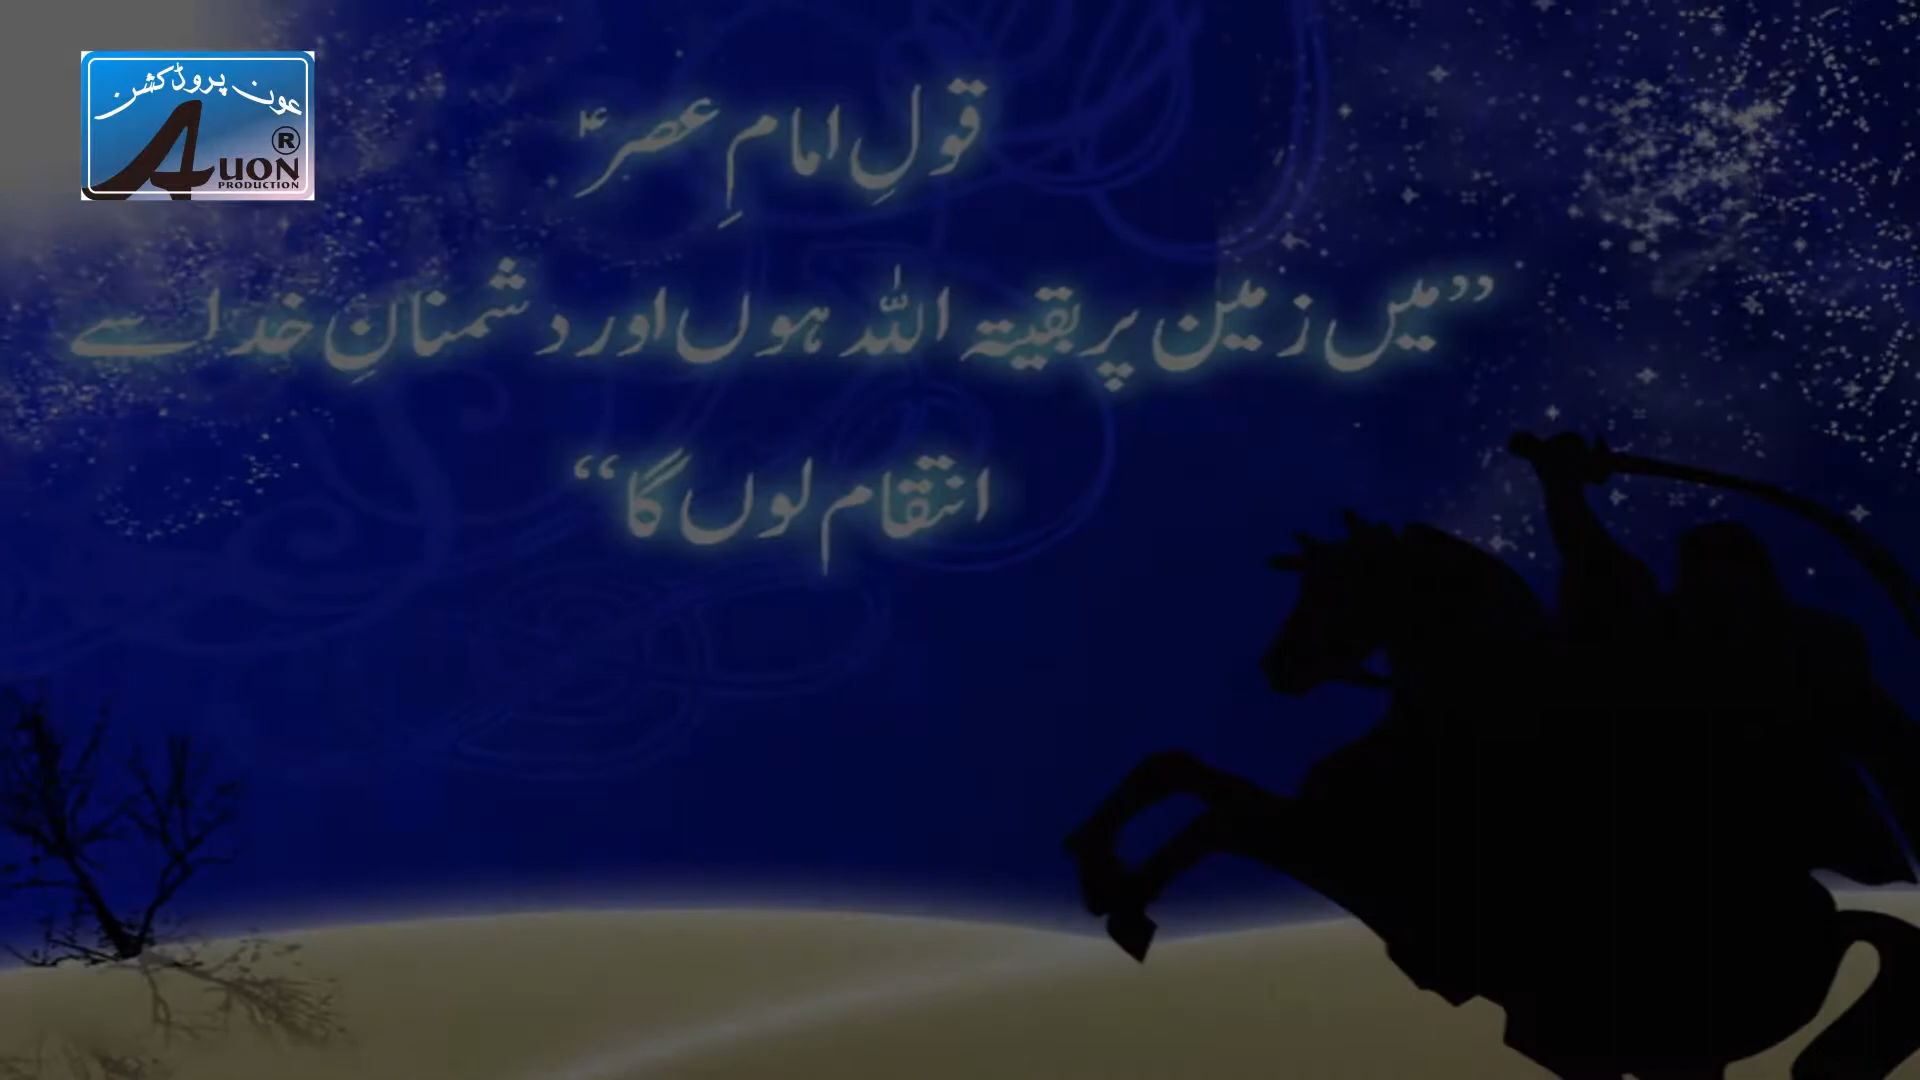 عون پروڈکشن
AUON ®
PRODUCTION
قولِ امامِ عصرؑ
”میں زمین پر بقیتہ اللہ ہوں اور دشمنانِ خدا سے
انتقام لوں گا“